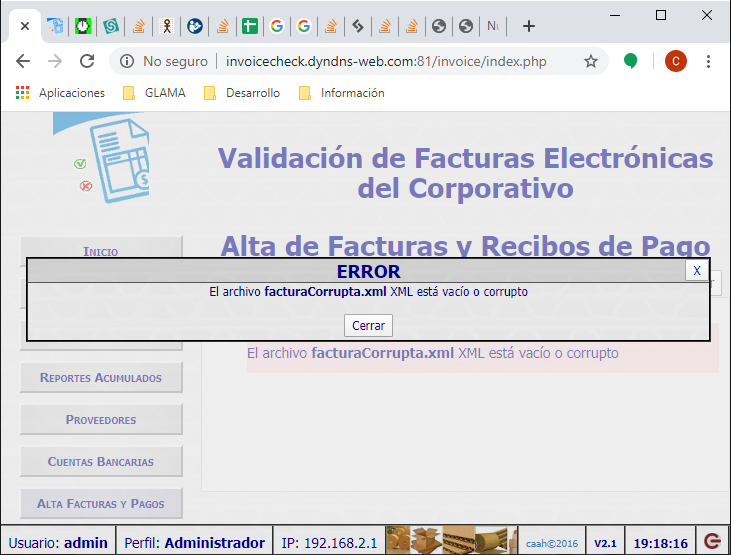 No seguro | invoicecheck.dyndns-web.com:81/invoice/index.php
C
Aplicaciones GLAMA Desarrollo Información
Validación de Facturas Electrónicas
del Corporativo
Alta de Facturas y Recibos de Pago
INICIO
ERROR X
El archivo facturaCorrupta.xml XML está vacío o corrupto
Cerrar
El archivo facturaCorrupta.xml XML está vacío o corrupto
REPORTES ACUMULADOS
PROVEEDORES
CUENTAS BANCARIAS
ALTA FACTURAS Y PAGOS
Usuario: admin Perfil: Administrador IP: 192.168.2.1 caah©2016 V2.1 19:18:16